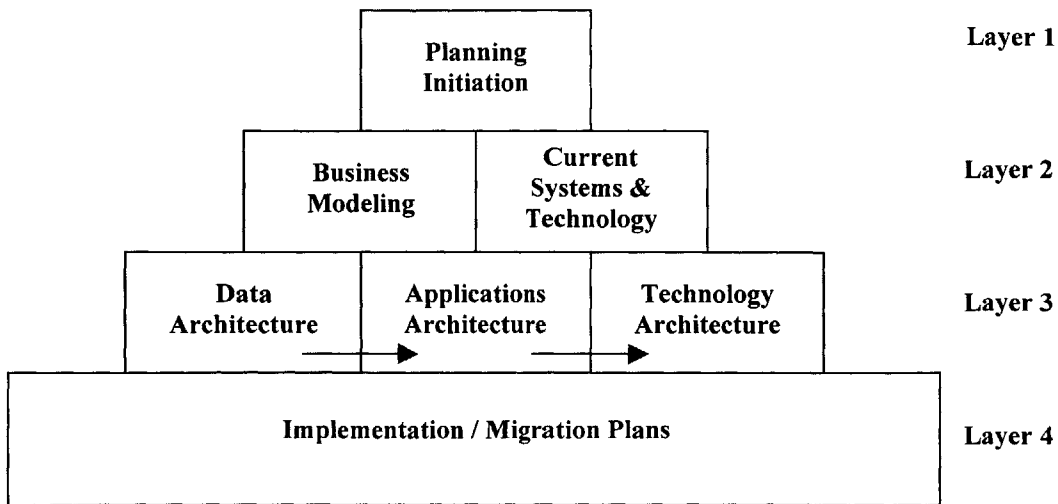 Planning
Initiation
Layer 1
Business
Modeling
Current
Systems &
Technology
Layer 2
Data
Architecture
Applications
Architecture
Technology
Architecture
Layer 3
Implementation / Migration Plans
Layer 4